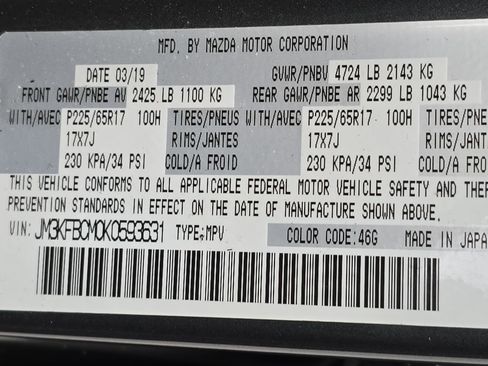 MFD. BY MAZDA MOTOR CORPORATION
DATE 03/19 GVWR/PNBV 4724 LB 2143 KG
FRONT GAWR/PNBE AV 2425 LB 1100 KG REAR GAWR/PNBE AR 2299 LB 1043 KG
WITH/AVEC P225/65R17 100H TIRES/PNEUS WITH/AVEC P225/65R17 100H TIRES/PNEU
17X7J RIMS/JANTES 17X7J RIMS/JANTES
230 KPA/34 PSI COLD/A FROID 230 KPA/34 PSI COLD/A FROI
THIS VEHICLE CONFORMS TO ALL APPLICABLE FEDERAL MOTOR VEHICLE SAFETY AND THEF
PREVENTION STANDARDS IN EFFECT ON THE DATE OF MANUFACTURE SHOWN ABOVE.
VIN: JM3KFBCM0K0593631 TYPE:MPV COLOR CODE:46G MADE IN JAPA